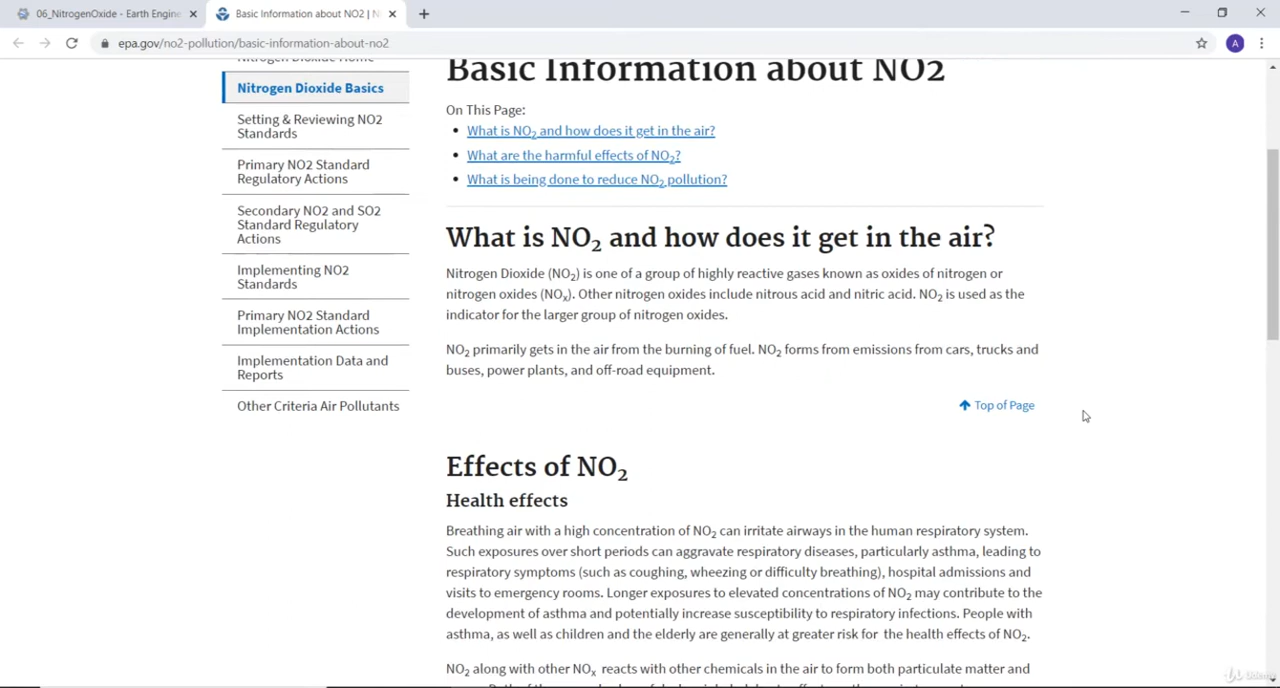 06_NitrogenOxide - Earth Engine
Basic Information about NO2 | N
epa.gov/no2-pollution/basic-information-about-no2
A
Nitrogen Dioxide Home
Nitrogen Dioxide Basics
Setting & Reviewing NO2
Standards
Primary NO2 Standard
Regulatory Actions
Secondary NO2 and SO2
Standard Regulatory
Actions
Implementing NO2
Standards
Primary NO2 Standard
Implementation Actions
Implementation Data and
Reports
Other Criteria Air Pollutants
Basic Information about NO2
On This Page:
• What is NO₂ and how does it get in the air?
• What are the harmful effects of NO₂?
• What is being done to reduce NO₂ pollution?
What is NO₂ and how does it get in the air?
Nitrogen Dioxide (NO₂) is one of a group of highly reactive gases known as oxides of nitrogen or
nitrogen oxides (NOₓ). Other nitrogen oxides include nitrous acid and nitric acid. NO₂ is used as the
indicator for the larger group of nitrogen oxides.
NO₂ primarily gets in the air from the burning of fuel. NO₂ forms from emissions from cars, trucks and
buses, power plants, and off-road equipment.
Top of Page
Effects of NO₂
Health effects
Breathing air with a high concentration of NO₂ can irritate airways in the human respiratory system.
Such exposures over short periods can aggravate respiratory diseases, particularly asthma, leading to
respiratory symptoms (such as coughing, wheezing or difficulty breathing), hospital admissions and
visits to emergency rooms. Longer exposures to elevated concentrations of NO₂ may contribute to the
development of asthma and potentially increase susceptibility to respiratory infections. People with
asthma, as well as children and the elderly are generally at greater risk for the health effects of NO₂.
NO₂ along with other NOₓ reacts with other chemicals in the air to form both particulate matter and
Udemy